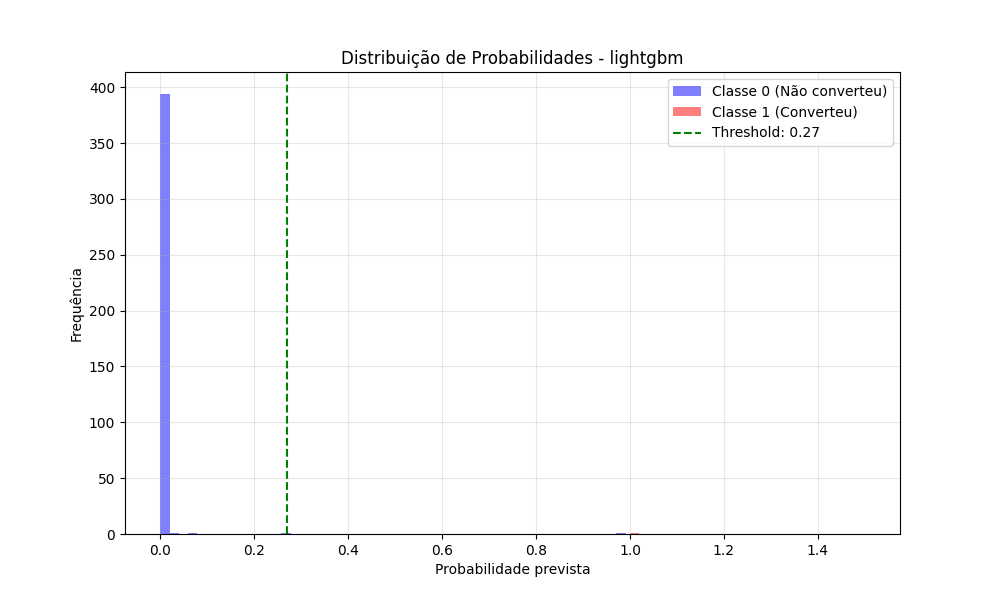 Distribuição de Probabilidades - lightgbm
Classe 0 (Não converteu)
Classe 1 (Converteu)
Threshold: 0.27
400
350
300
250
200
150
100
50
0
Frequência
0.0 0.2 0.4 0.6 0.8 1.0 1.2 1.4
Probabilidade prevista